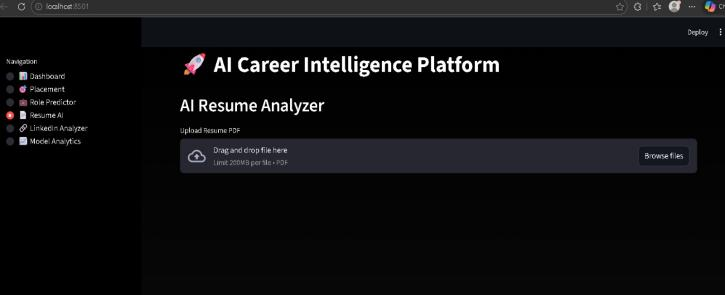 localhost:8501
Deploy
Navigation
📊 Dashboard
🎯 Placement
💼 Role Predictor
📄 Resume AI
🔗 LinkedIn Analyzer
📈 Model Analytics
🚀 AI Career Intelligence Platform
AI Resume Analyzer
Upload Resume PDF
Drag and drop file here
Limit 200MB per file • PDF
Browse files